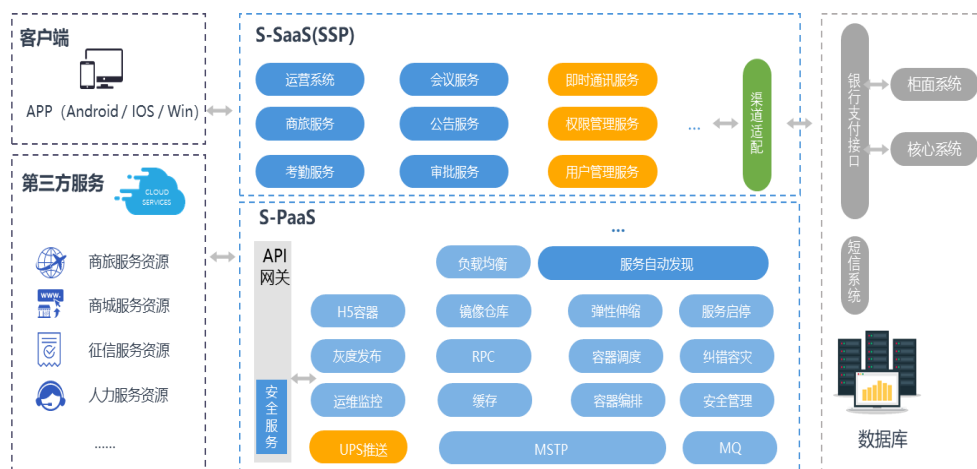 客户端
APP（Android / IOS / Win）
第三方服务
CLOUD
SERVICES
商旅服务资源
WWW.
商城服务资源
征信服务资源
人力服务资源
......
S-SaaS(SSP)
运营系统
会议服务
即时通讯服务
商旅服务
公告服务
权限管理服务
...
考勤服务
审批服务
用户管理服务
渠道适配
S-PaaS
...
API
网关
安全服务
负载均衡
服务自动发现
H5容器
镜像仓库
弹性伸缩
服务启停
灰度发布
RPC
容器调度
纠错容灾
运维监控
缓存
容器编排
安全管理
UPS推送
MSTP
MQ
银行支付接口
柜面系统
核心系统
短信系统
数据库